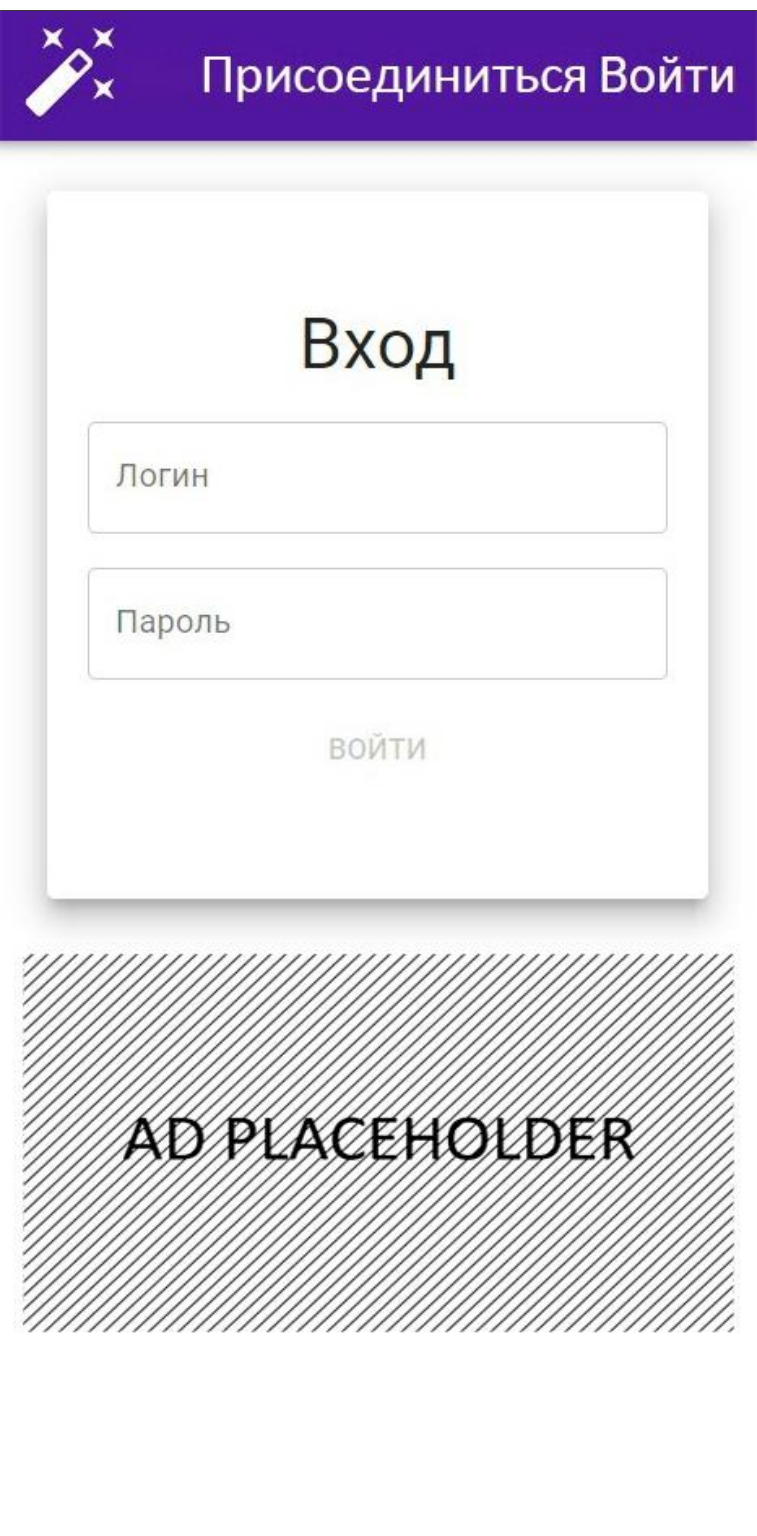 Присоединиться Войти
Вход
Логин
Пароль
войти
AD PLACEHOLDER